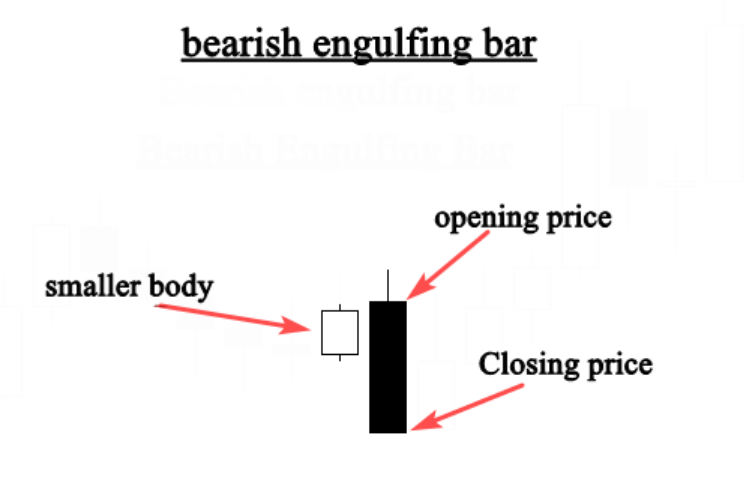 bearish engulfing bar
Bearish engulfing bar
Bearish Engulfing Bar
opening price
smaller body
Closing price